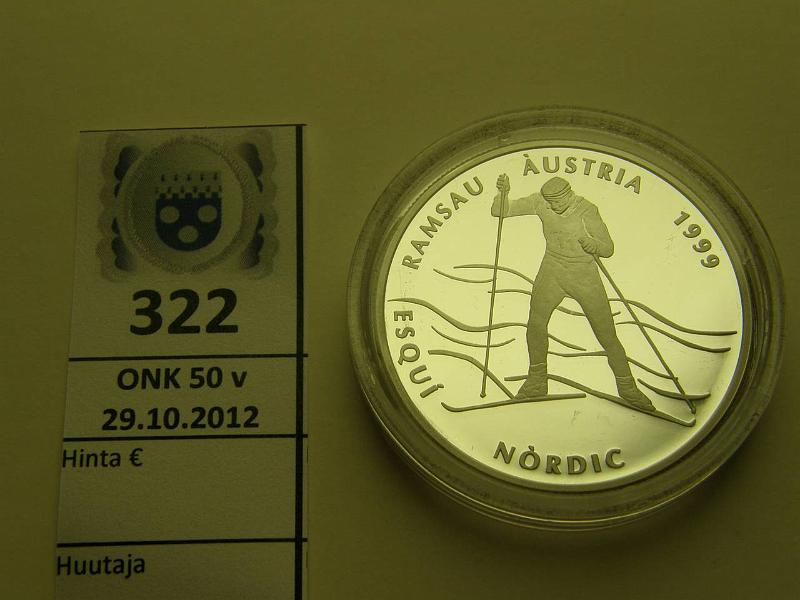 322
ONK 50 v
29.10.2012
Hinta €
Huutaja
RAMSAU ÀUSTRIA 1999
ESQUÍ NÒRDIC